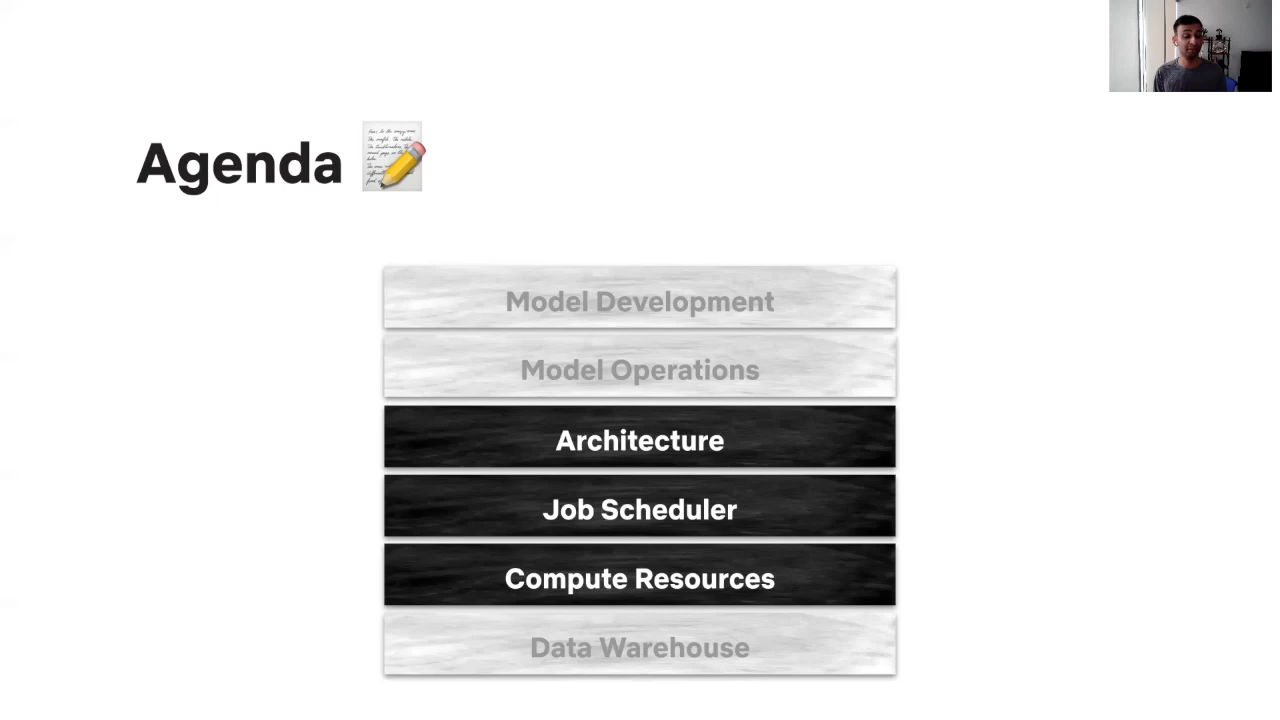 Agenda
Model Development
Model Operations
Architecture
Job Scheduler
Compute Resources
Data Warehouse